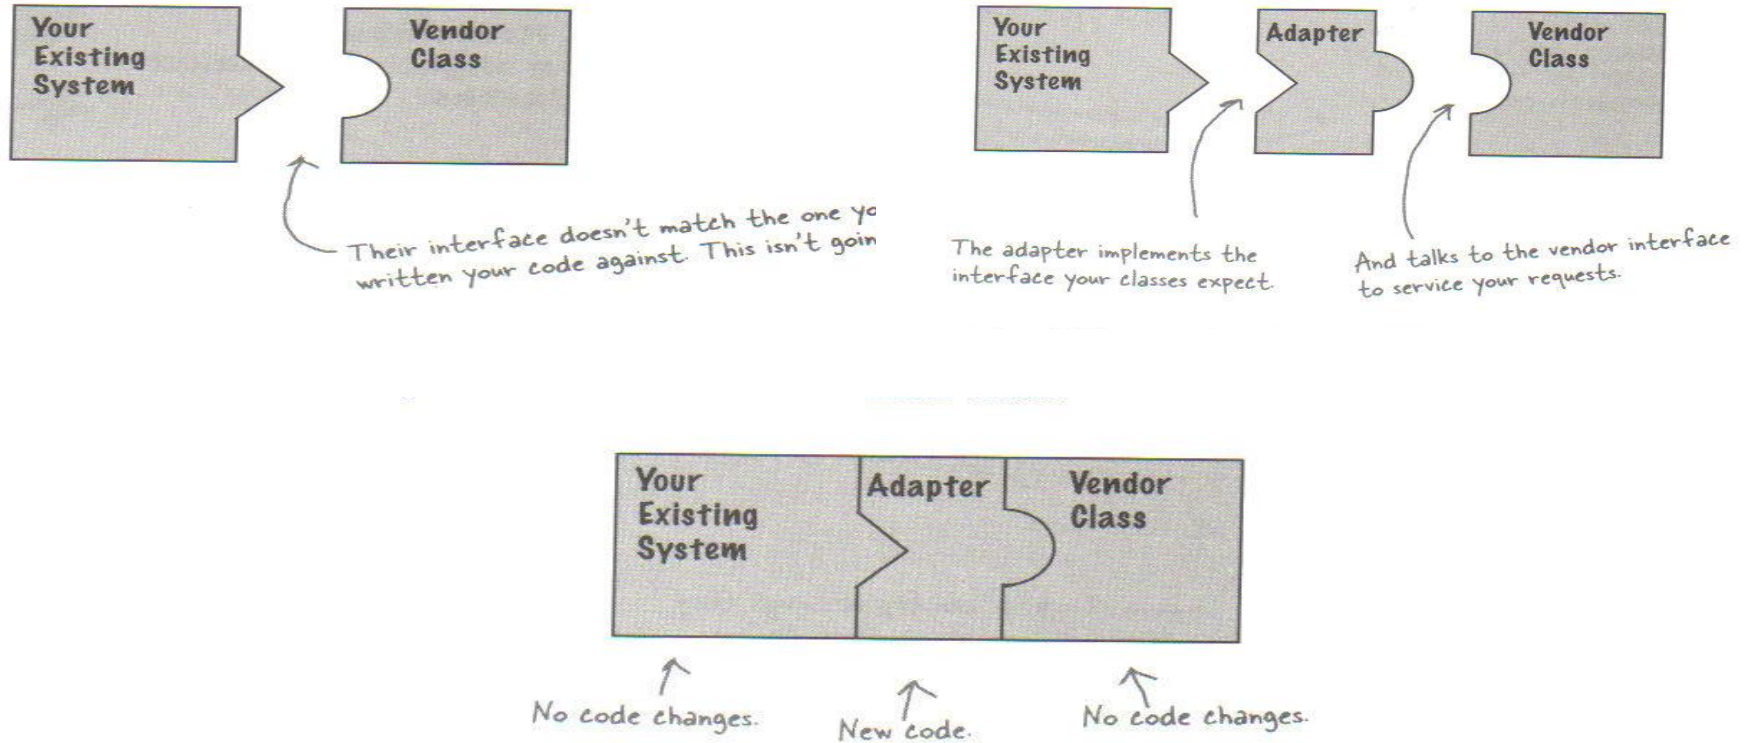 Your
Existing
System
Vendor
Class
Their interface doesn't match the one
written your code against. This isn't
Your
Existing
System
Adapter
Vendor
Class
The adapter implements the
interface your classes expect.
And talks to the vendor interface
to service your requests.
Your
Existing
System
Adapter
Vendor
Class
No code changes.
New code.
No code changes.